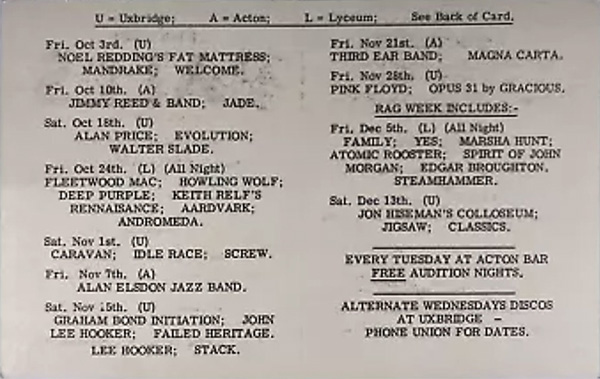 U = Uxbridge; A = Acton; L = Lyceum; See Back of Card.
Fri. Oct 3rd. (U)
NOEL REDDING'S FAT MATTRESS;
MANDRAKE; WELCOME.
Fri. Oct 10th. (A)
JIMMY REED & BAND; JADE.
Sat. Oct 18th. (U)
ALAN PRICE; EVOLUTION;
WALTER SLADE.
Fri. Oct 24th. (L) (All Night)
FLEETWOOD MAC; HOWLING WOLF;
DEEP PURPLE; KEITH RELF'S
RENNAISANCE; AARDVARK;
ANDROMEDA.
Sat. Nov 1st. (U)
CARAVAN; IDLE RACE; SCREW.
Fri. Nov 7th. (A)
ALAN ELSDON JAZZ BAND.
Sat. Nov 15th. (U)
GRAHAM BOND INITIATION; JOHN
LEE HOOKER; FAILED HERITAGE.
LEE HOOKER; STACK.
Fri. Nov 21st. (A)
THIRD EAR BAND; MAGNA CARTA.
Fri. Nov 28th. (U)
PINK FLOYD; OPUS 31 by GRACIOUS.
RAG WEEK INCLUDES:-
Fri. Dec 5th. (L) (All Night)
FAMILY; YES; MARSHA HUNT;
ATOMIC ROOSTER; SPIRIT OF JOHN
MORGAN; EDGAR BROUGHTON.
STEAMHAMMER.
Sat. Dec 13th. (U)
JON HISEMAN'S COLLOSEUM;
JIGSAW; CLASSICS.
EVERY TUESDAY AT ACTON BAR
FREE AUDITION NIGHTS.
ALTERNATE WEDNESDAYS DISCOS
AT UXBRIDGE -
PHONE UNION FOR DATES.